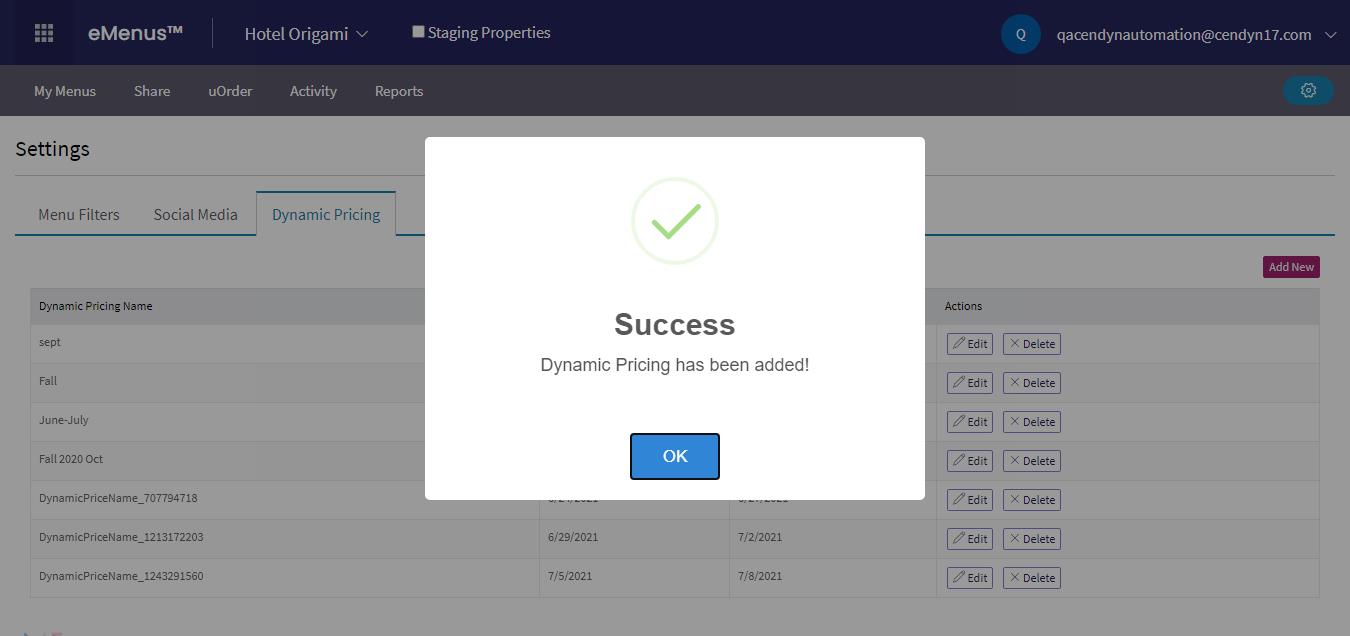 eMenus™
Hotel Origami
Staging Properties
Q
qacendynautomation@cendyn17.com
My Menus
Share
uOrder
Activity
Reports
Settings
Menu Filters
Social Media
Dynamic Pricing
Success
Dynamic Pricing has been added!
OK
Add New
Dynamic Pricing Name
Actions
sept
Edit
Delete
Fall
Edit
Delete
June-July
Edit
Delete
Fall 2020 Oct
Edit
Delete
DynamicPriceName_707794718
Edit
Delete
DynamicPriceName_1213172203
6/29/2021
7/2/2021
Edit
Delete
DynamicPriceName_1243291560
7/5/2021
7/8/2021
Edit
Delete